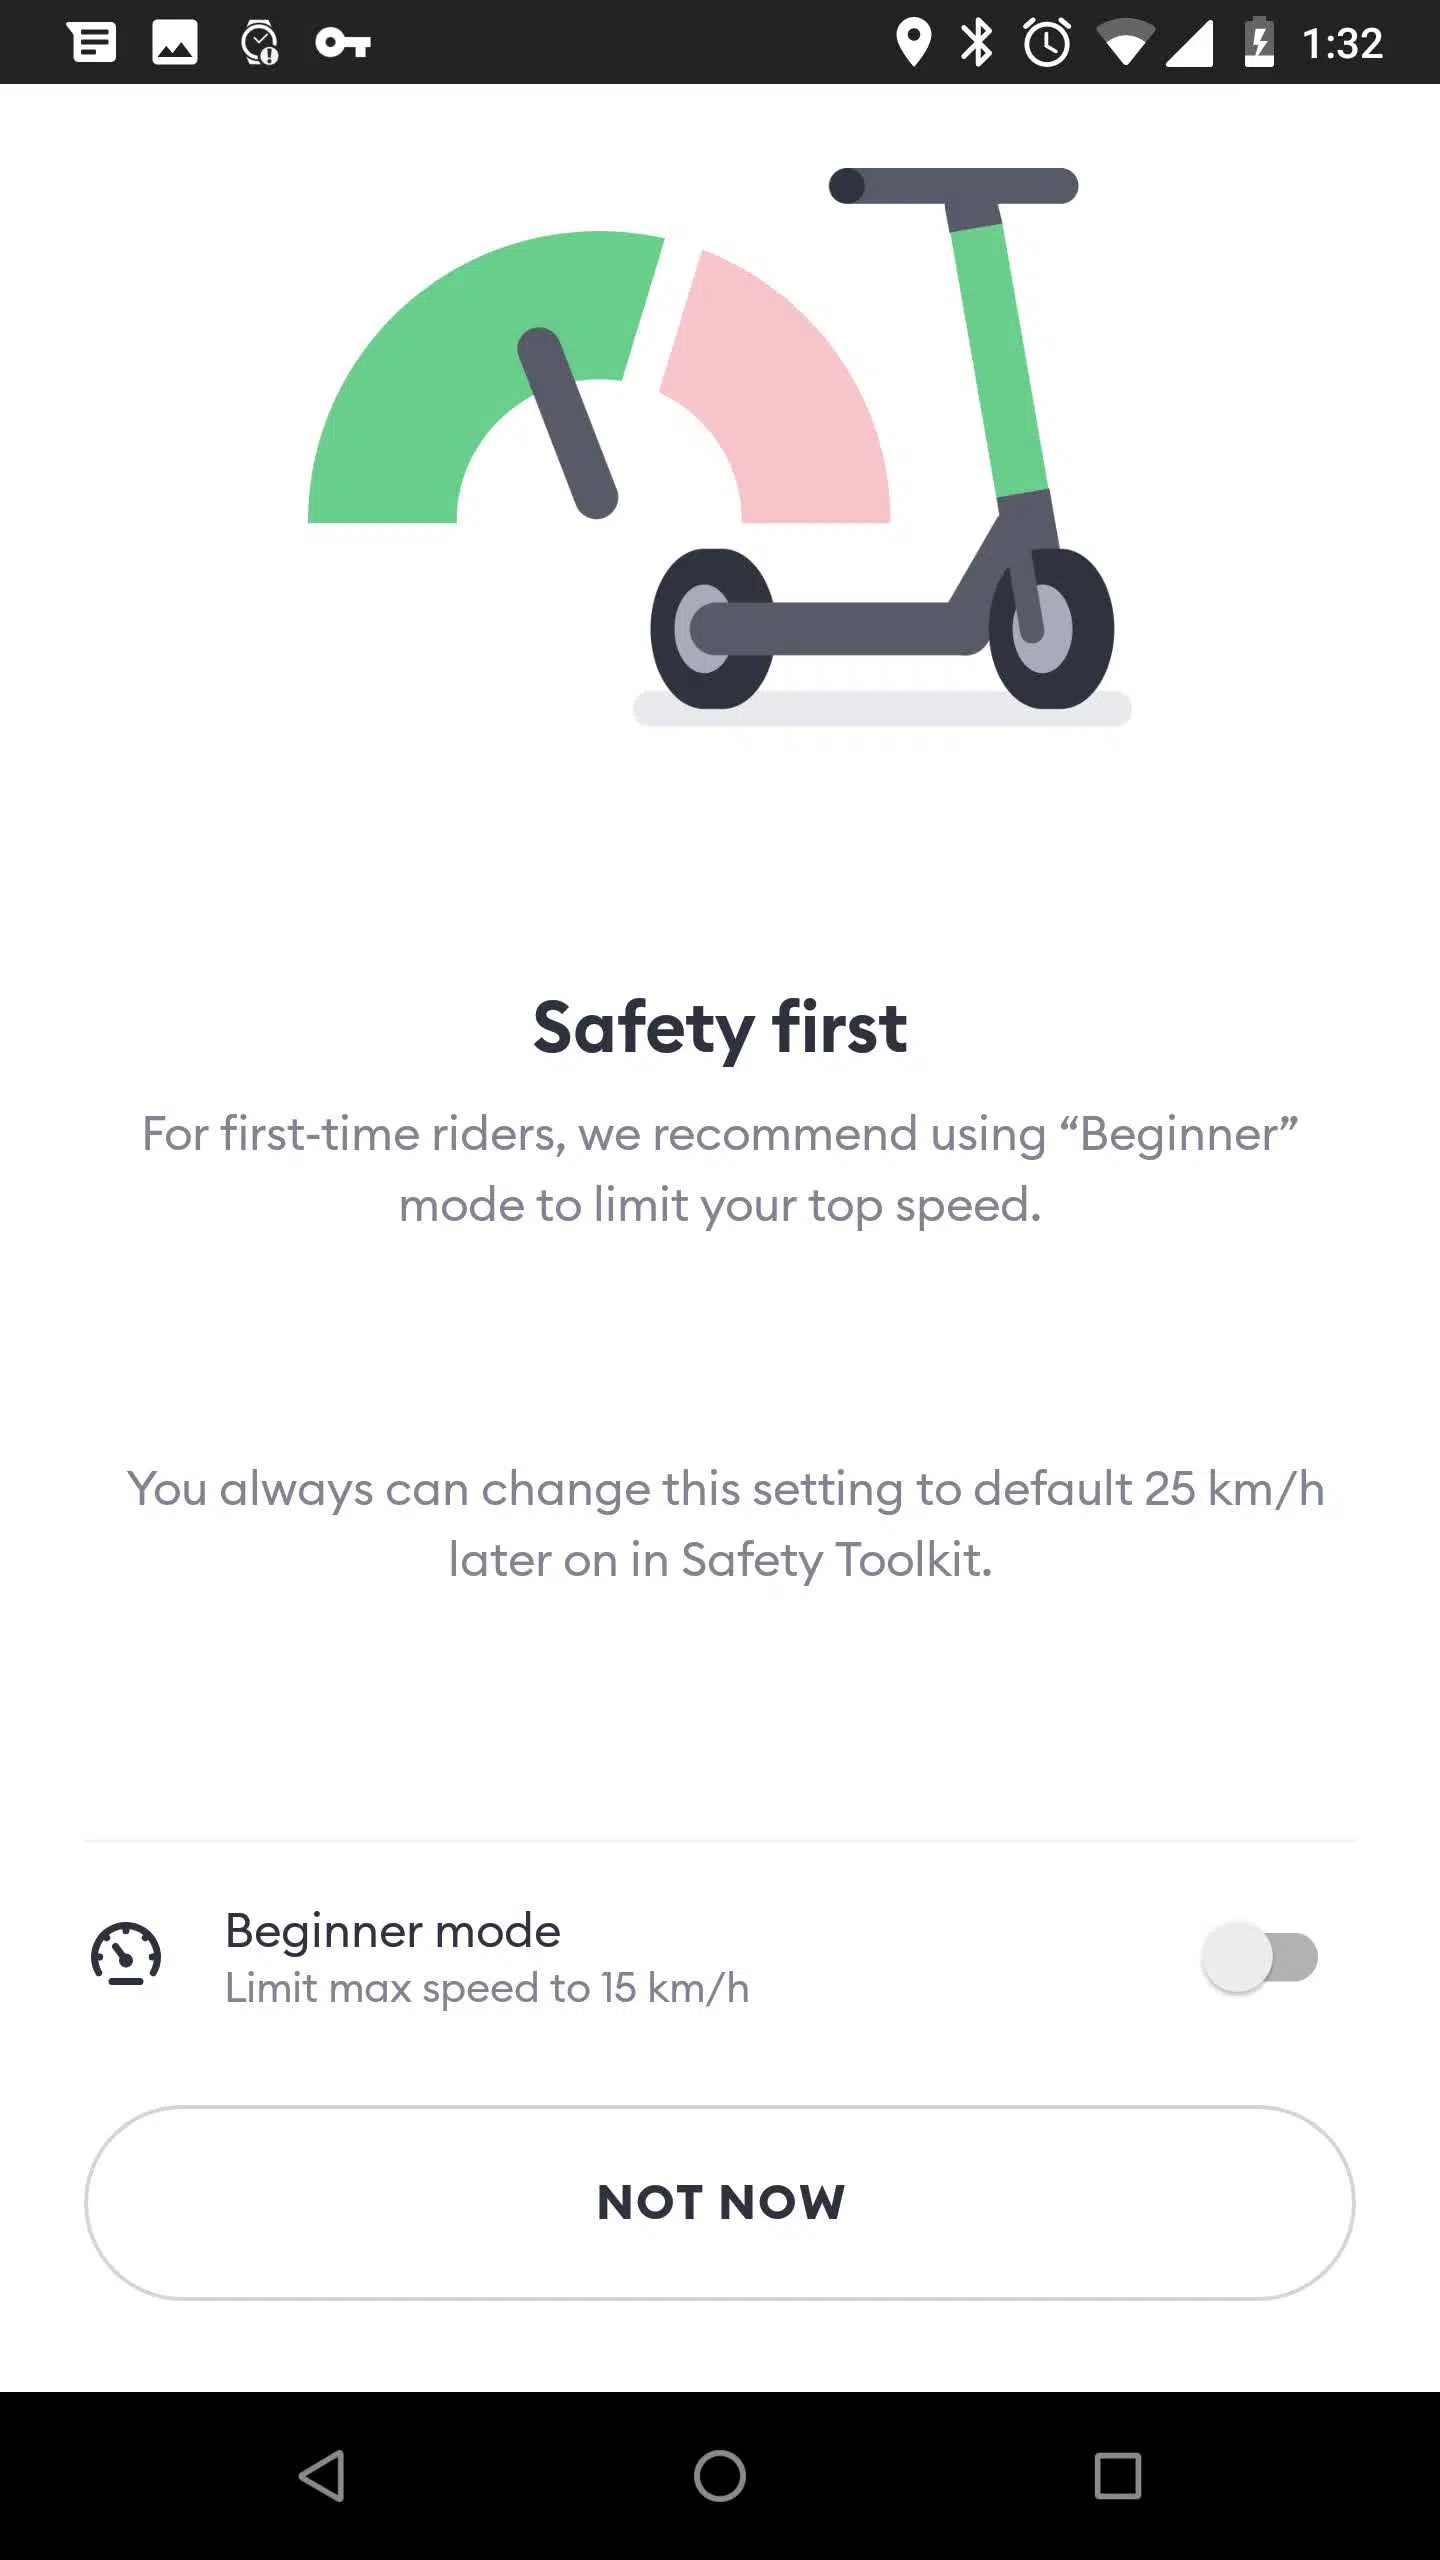 1:32
Safety first
For first-time riders, we recommend using “Beginner”
mode to limit your top speed.
You always can change this setting to default 25 km/h
later on in Safety Toolkit.
Beginner mode
Limit max speed to 15 km/h
NOT NOW